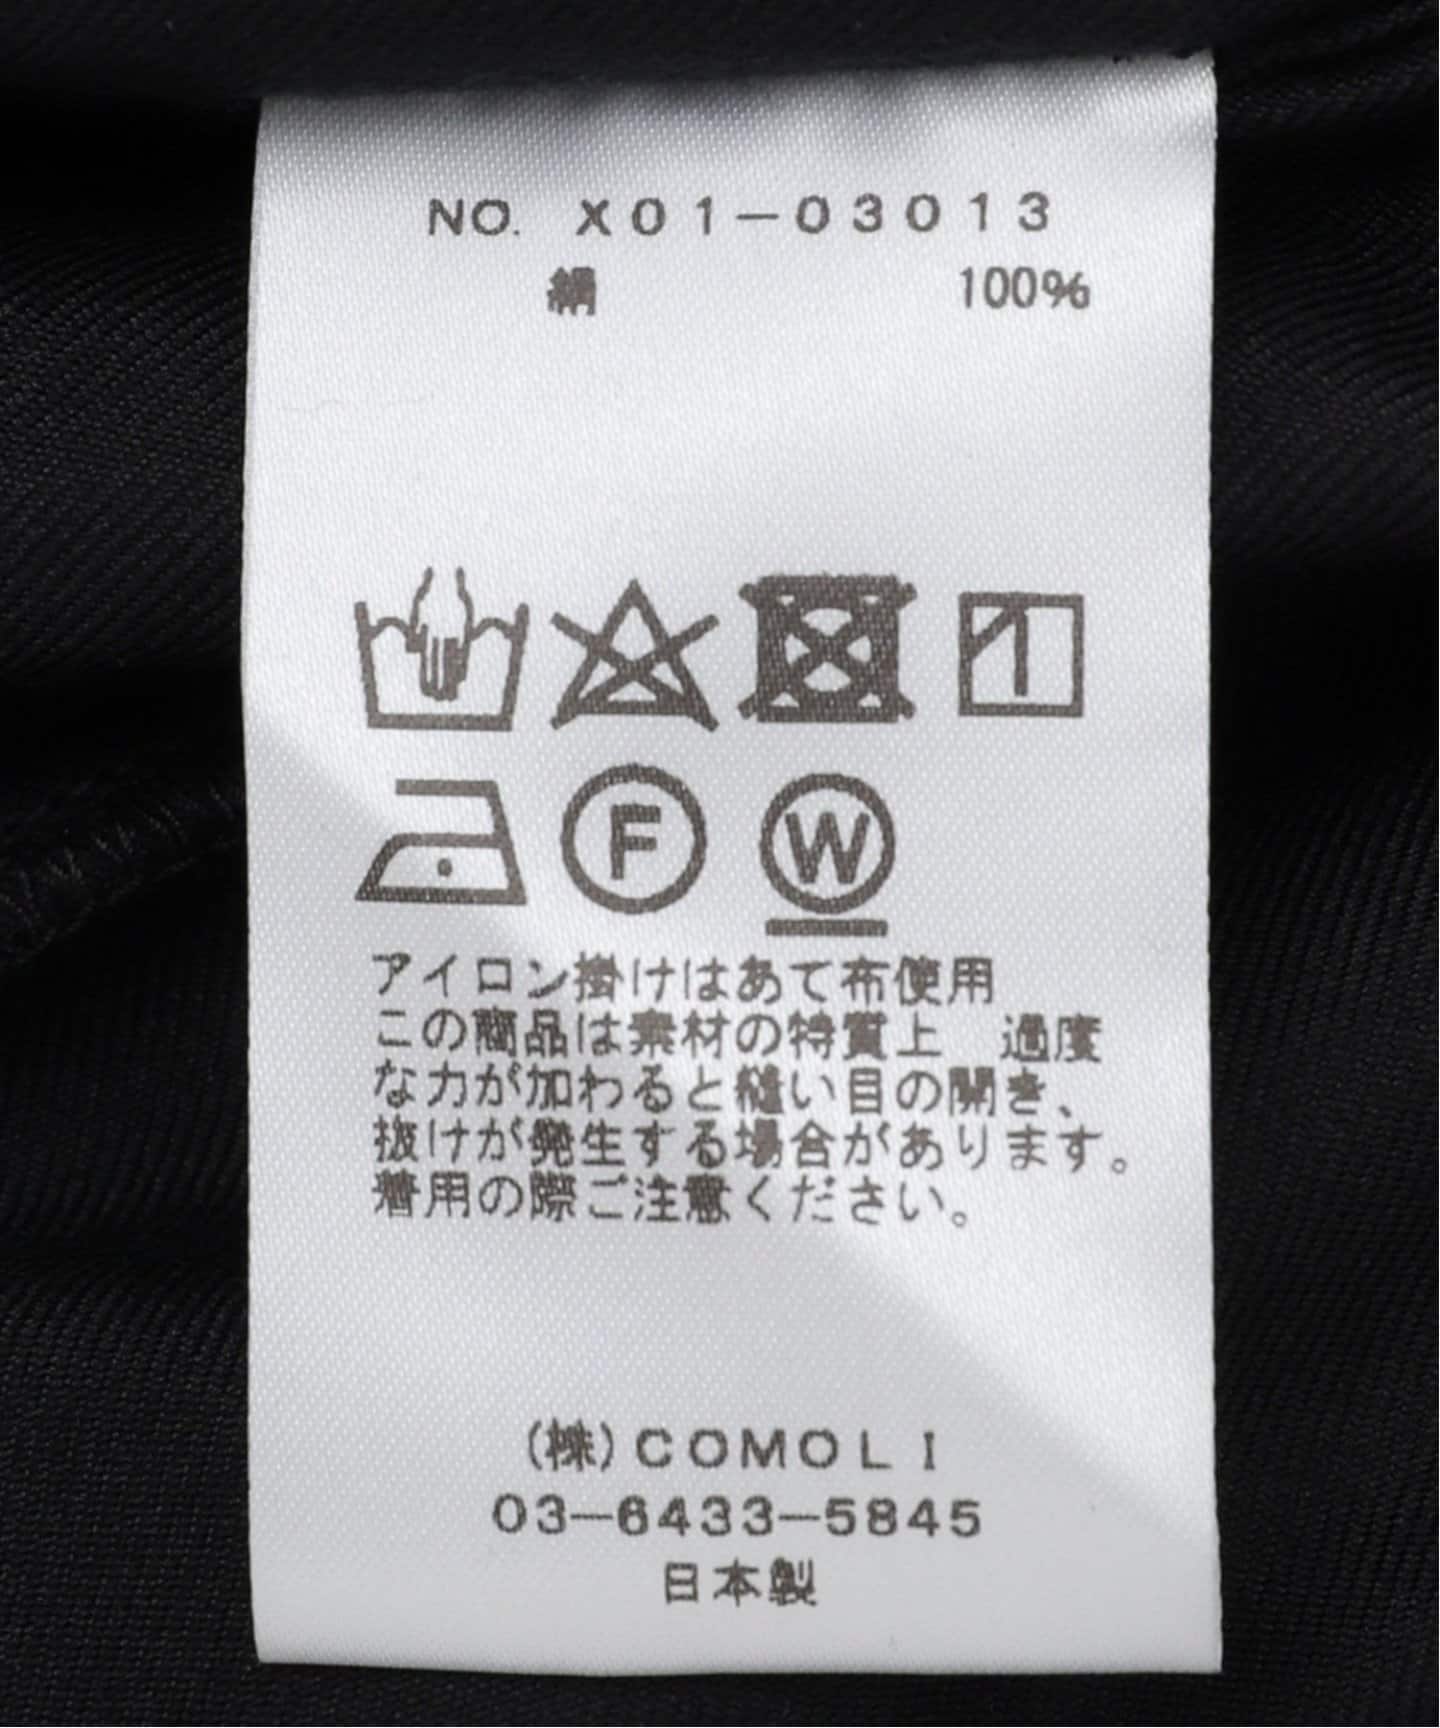 NO. X01-03013
絹 100%
F W
アイロン掛けはあて布使用
この商品は素材の特質上 過度
な力が加わると縫い目の開き、
抜けが発生する場合があります。
着用の際ご注意ください。
(株)COMOLI
03-6433-5845
日本製